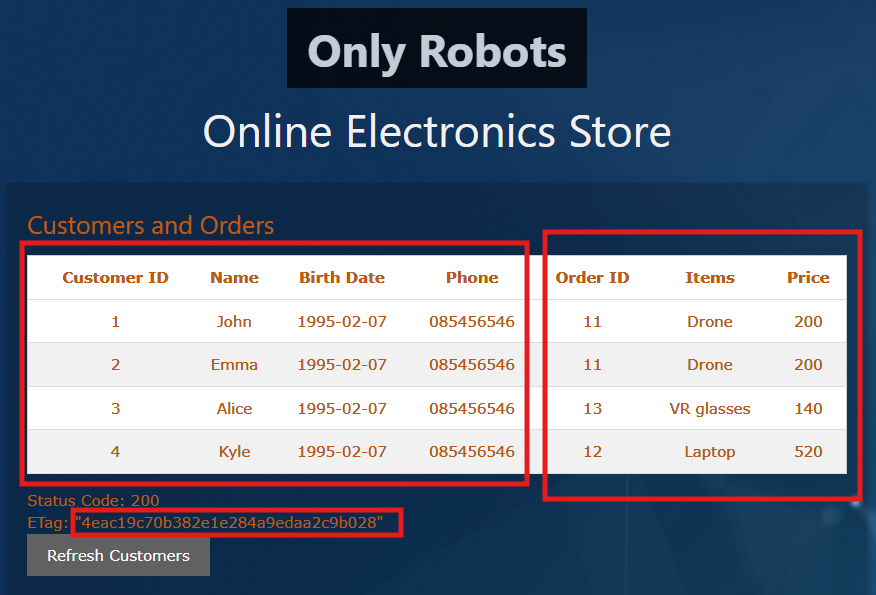 Only Robots
Online Electronics Store
Customers and Orders
Customer ID Name Birth Date Phone Order ID Items Price
1 John 1995-02-07 085456546 11 Drone 200
2 Emma 1995-02-07 085456546 11 Drone 200
3 Alice 1995-02-07 085456546 13 VR glasses 140
4 Kyle 1995-02-07 085456546 12 Laptop 520
Status Code: 200
ETag: "4eac19c70b382e1e284a9edaa2c9b028"
Refresh Customers